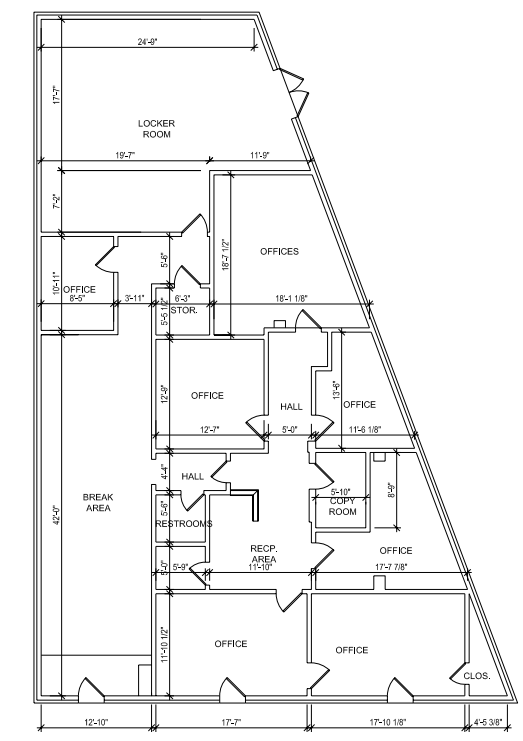 24'-9"
17'-7"
LOCKER
ROOM
19'-7"
11'-9"
7'-2"
18'-7 1/2"
OFFICES
5'-6"
10'-11"
OFFICE
8'-5"
3'-11"
6'-3"
18'-1 1/8"
5'-5 1/2"
STOR.
12'-9"
OFFICE
HALL
13'-6"
OFFICE
12'-7"
5'-0"
11'-6 1/8"
4'-4"
HALL
5'-10"
COPY
ROOM
8'-9"
BREAK
AREA
42'-0"
5'-6"
RESTROOMS
RECP.
AREA
OFFICE
5'-0"
5'-9"
11'-10"
17'-7 7/8"
11'-10 1/2"
OFFICE
OFFICE
CLOS.
12'-10"
17'-7"
17'-10 1/8"
4'-5 3/8"